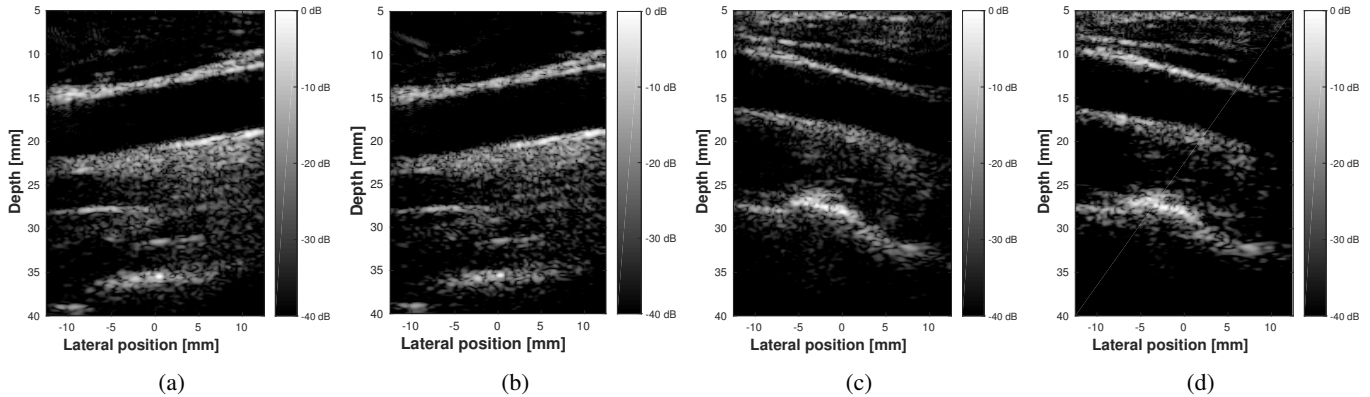 5
10
15
20
25
30
35
40
Depth [mm]
-10 -5 0 5 10
Lateral position [mm]
0 dB
-10 dB
-20 dB
-30 dB
-40 dB
(a)
5
10
15
20
25
30
35
40
Depth [mm]
-10 -5 0 5 10
Lateral position [mm]
0 dB
-10 dB
-20 dB
-30 dB
-40 dB
(b)
5
10
15
20
25
30
35
40
Depth [mm]
-10 -5 0 5 10
Lateral position [mm]
0 dB
-10 dB
-20 dB
-30 dB
-40 dB
(c)
5
10
15
20
25
30
35
40
Depth [mm]
-10 -5 0 5 10
Lateral position [mm]
0 dB
-10 dB
-20 dB
-30 dB
-40 dB
(d)